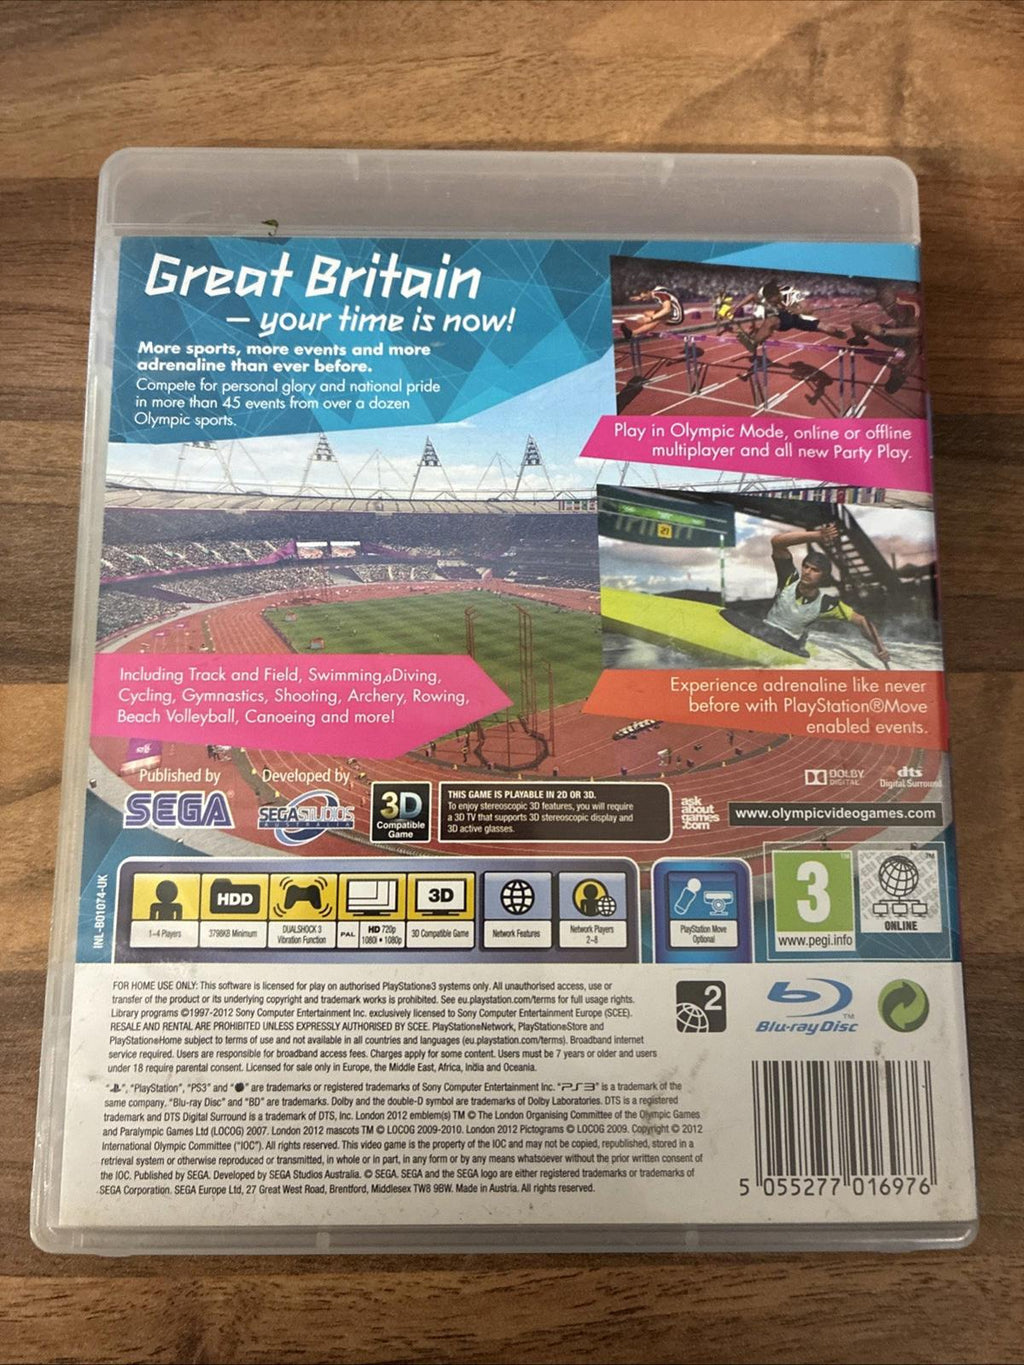 Great Britain
– your time is now!
More sports, more events and more
adrenaline than ever before.
Compete for personal glory and national pride
in more than 45 events from over a dozen
Olympic sports.
Play in Olympic Mode, online or offline
multiplayer and all new Party Play.
27
Including Track and Field, Swimming, Diving,
Cycling, Gymnastics, Shooting, Archery, Rowing,
Beach Volleyball, Canoeing and more!
Experience adrenaline like never
before with PlayStation®Move
enabled events.
Published by
SEGA®
Developed by
SEGA STUDIOS
AUSTRALIA
3D
Compatible
Game
THIS GAME IS PLAYABLE IN 2D OR 3D.
To enjoy stereoscopic 3D features, you will require
a 3D TV that supports 3D stereoscopic display and
3D active glasses.
DOLBY
DIGITAL
dts
Digital Surround
ask
about
games
.com
www.olympicvideogames.com
INL-B01074-UK
1-4 Players
HDD
3798KB Minimum
DUALSHOCK 3
Vibration Function
PAL
HD 720p
1080i • 1080p
3D
3D Compatible Game
Network Features
Network Players
2-8
PlayStation Move
Optional
3™
www.pegi.info
™
ONLINE
FOR HOME USE ONLY: This software is licensed for play on authorised PlayStation®3 systems only. All unauthorised access, use or
transfer of the product or its underlying copyright and trademark works is prohibited. See eu.playstation.com/terms for full usage rights.
Library programs ©1997-2012 Sony Computer Entertainment Inc. exclusively licensed to Sony Computer Entertainment Europe (SCEE).
RESALE AND RENTAL ARE PROHIBITED UNLESS EXPRESSLY AUTHORISED BY SCEE. PlayStation®Network, PlayStation®Store and
PlayStation®Home subject to terms of use and not available in all countries and languages (eu.playstation.com/terms). Broadband internet
service required. Users are responsible for broadband access fees. Charges apply for some content. Users must be 7 years or older and users
under 18 require parental consent. Licensed for sale only in Europe, the Middle East, Africa, India and Oceania.
2
Blu-ray Disc™
" ", "PlayStation", "PS3" and " " are trademarks or registered trademarks of Sony Computer Entertainment Inc. "PS3" is a trademark of the
same company. "Blu-ray Disc" and "BD" are trademarks. Dolby and the double-D symbol are trademarks of Dolby Laboratories. DTS is a registered
trademark and DTS Digital Surround is a trademark of DTS, Inc. London 2012 emblem(s) TM © The London Organising Committee of the Olympic Games
and Paralympic Games Ltd (LOCOG) 2007. London 2012 mascots TM © LOCOG 2009-2010. London 2012 Pictograms © LOCOG 2009. Copyright © 2012
International Olympic Committee ("IOC"). All rights reserved. This video game is the property of the IOC and may not be copied, republished, stored in a
retrieval system or otherwise reproduced or transmitted, in whole or in part, in any form or by any means whatsoever without the prior written consent of
the IOC. Published by SEGA. Developed by SEGA Studios Australia. © SEGA. SEGA and the SEGA logo are either registered trademarks or trademarks of
SEGA Corporation. SEGA Europe Ltd, 27 Great West Road, Brentford, Middlesex TW8 9BW. Made in Austria. All rights reserved.
5 055277 016976